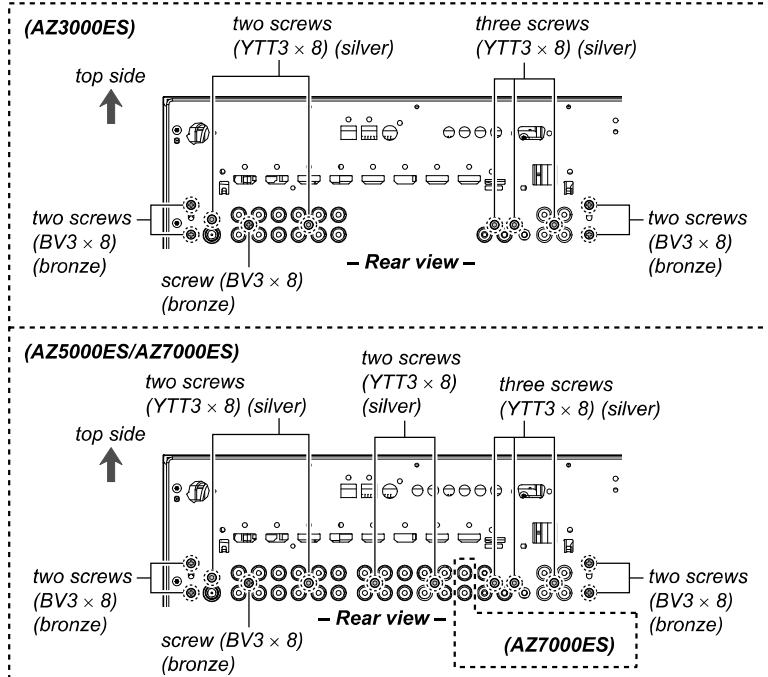 (AZ3000ES)
two screws
(YTT3 × 8) (silver)
three screws
(YTT3 × 8) (silver)
top side
two screws
(BV3 × 8)
(bronze)
screw (BV3 × 8)
(bronze)
– Rear view –
two screws
(BV3 × 8)
(bronze)
(AZ5000ES/AZ7000ES)
two screws
(YTT3 × 8) (silver)
two screws
(YTT3 × 8)
(silver)
three screws
(YTT3 × 8) (silver)
top side
two screws
(BV3 × 8)
(bronze)
screw (BV3 × 8)
(bronze)
– Rear view –
(AZ7000ES)
two screws
(BV3 × 8)
(bronze)